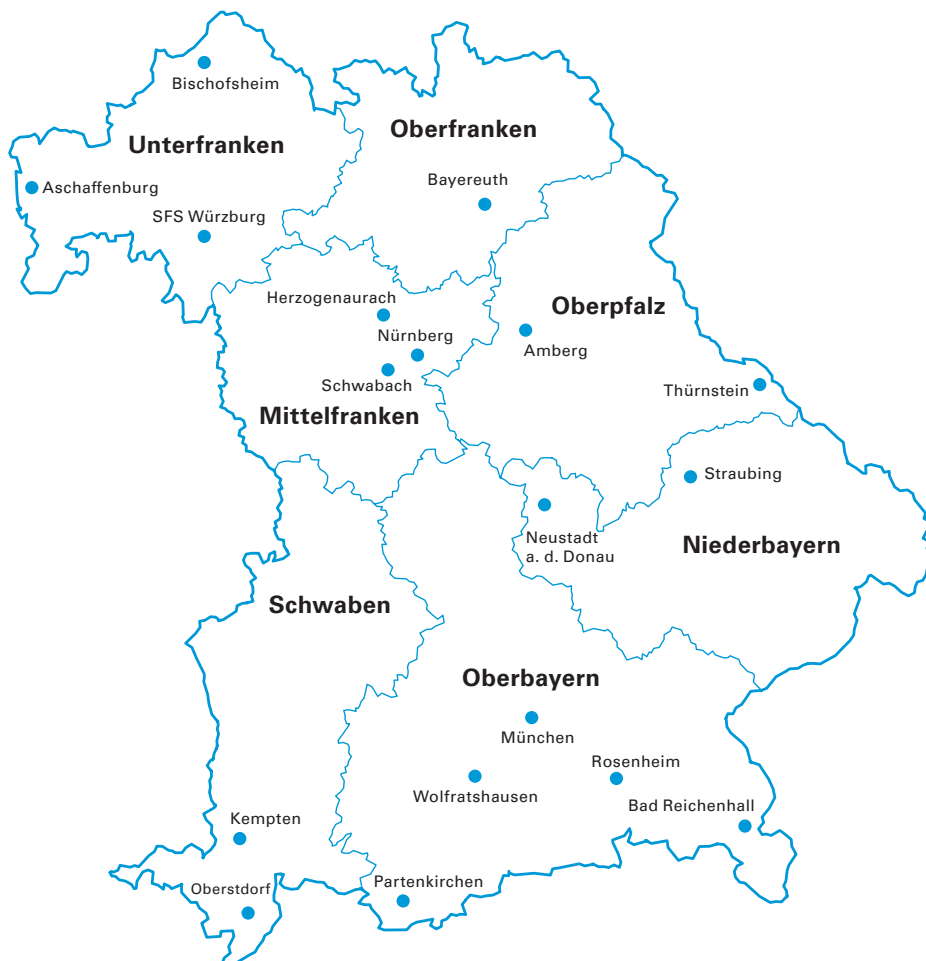 Bischofsheim
Unterfranken
Oberfranken
Aschaffenburg
Bayereuth
SFS Würzburg
Herzogenaurach
Oberpfalz
Nürnberg
Amberg
Schwabach
Thürnstein
Mittelfranken
Straubing
Neustadt
a. d. Donau
Niederbayern
Schwaben
Oberbayern
München
Rosenheim
Wolfratshausen
Bad Reichenhall
Kempten
Oberstdorf
Partenkirchen